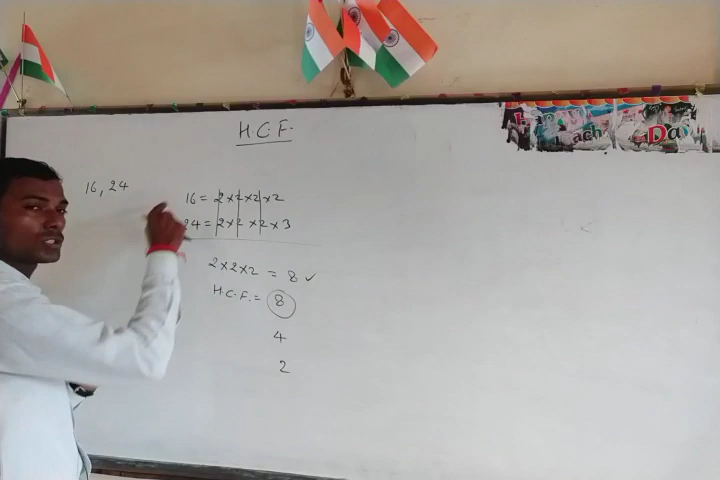 H.C.F.
16, 24
16 = 2×2×2×2
24 = 2×2×2×3
2×2×2 = 8 ✓
H.C.F. = 8
4
2